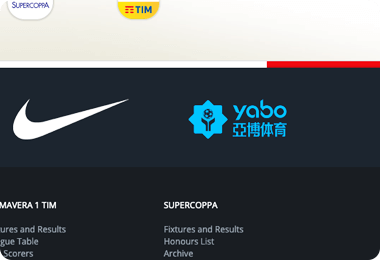 SUPERCOPPA
TIM
yabo
亞博体育
MAVERA 1 TIM
SUPERCOPPA
ures and Results
Fixtures and Results
gue Table
Honours List
Scorers
Archive